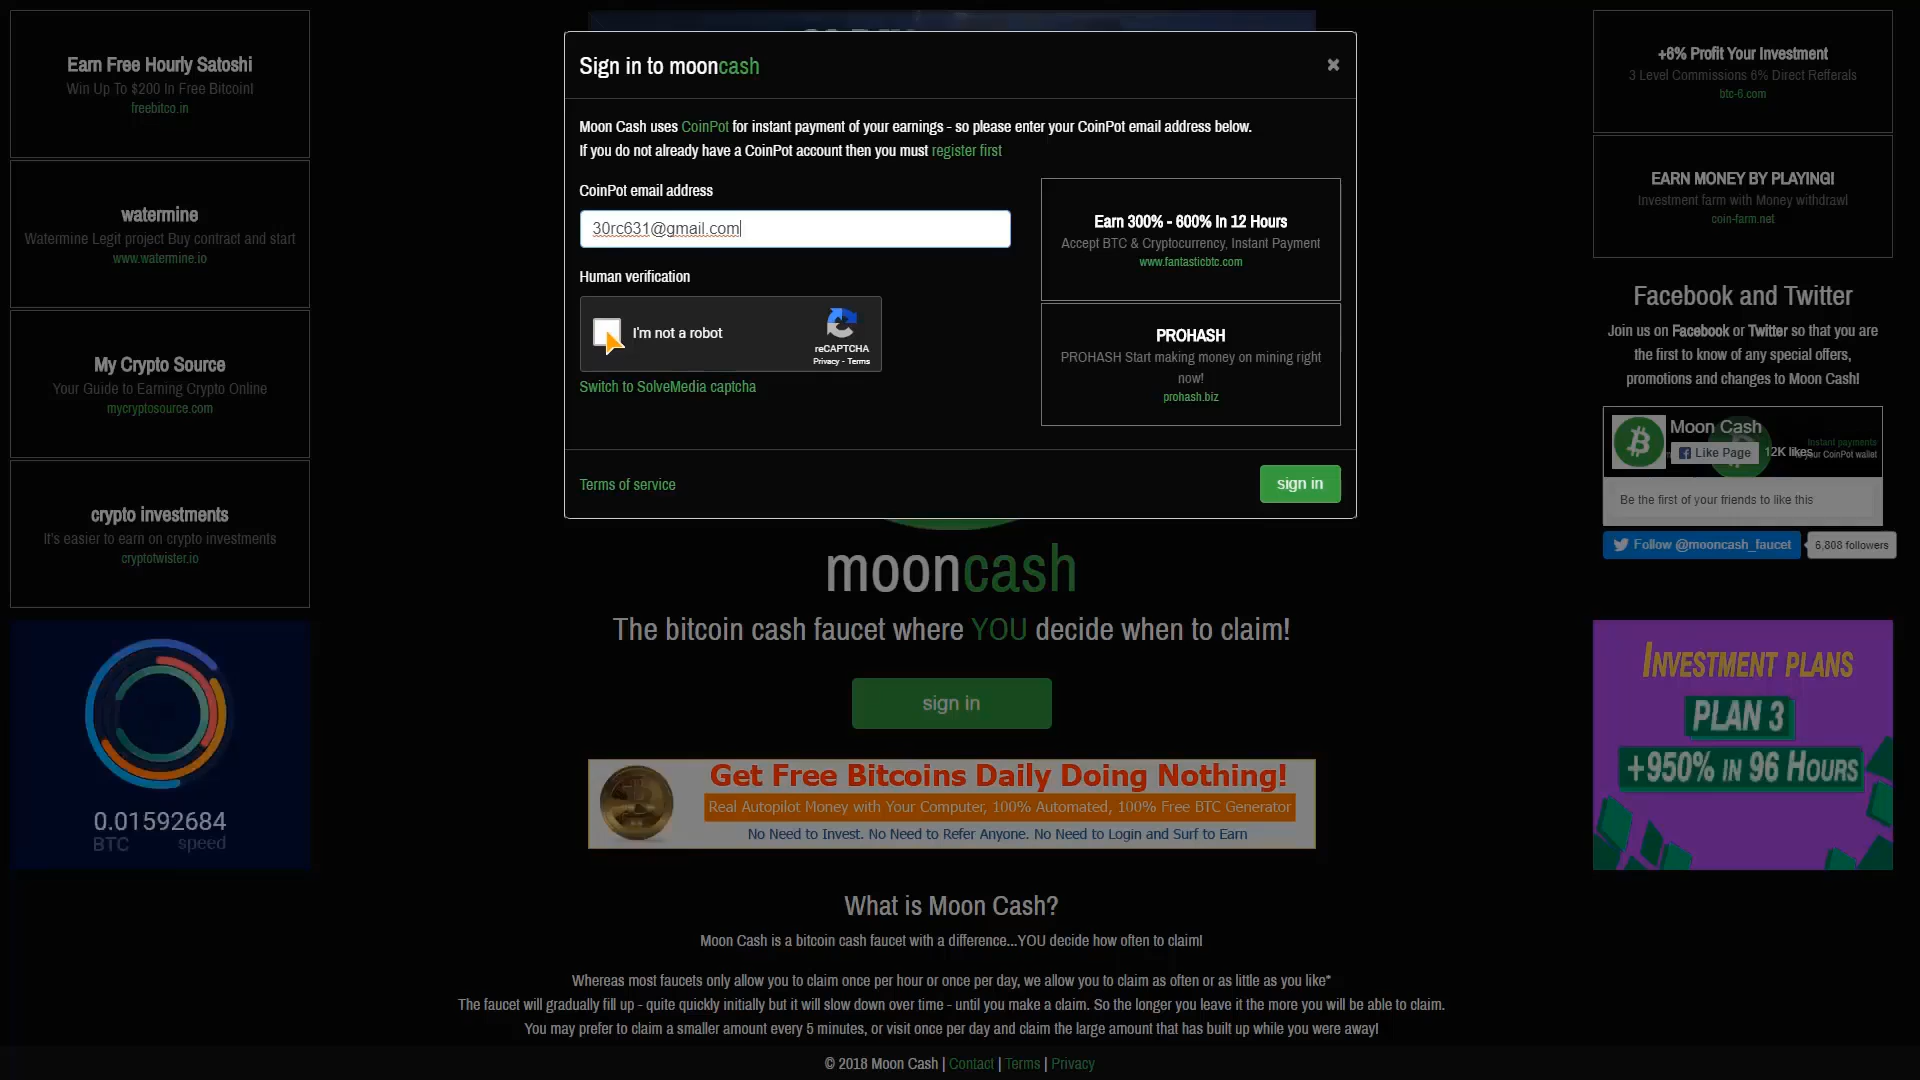 Earn Free Hourly Satoshi
Win Up To $200 In Free Bitcoin!
freebitco.in
watermine
Watermine Legit project Buy contract and start
www.watermine.io
My Crypto Source
Your Guide to Earning Crypto Online
mycryptosource.com
crypto investments
It's easier to earn on crypto investments
cryptotwister.io
0.01592684
BTC speed
Sign in to mooncash
×
Moon Cash uses CoinPot for instant payment of your earnings - so please enter your CoinPot email address below.
If you do not already have a CoinPot account then you must register first
CoinPot email address
30rc631@gmail.com
Human verification
I'm not a robot
reCAPTCHA
Privacy - Terms
Switch to SolveMedia captcha
Earn 300% - 600% In 12 Hours
Accept BTC & Cryptocurrency, Instant Payment
www.fantasticbtc.com
PROHASH
PROHASH Start making money on mining right
now!
prohash.biz
Terms of service
sign in
mooncash
The bitcoin cash faucet where YOU decide when to claim!
sign in
Get Free Bitcoins Daily Doing Nothing!
Real Autopilot Money with Your Computer, 100% Automated, 100% Free BTC Generator
No Need to Invest. No Need to Refer Anyone. No Need to Login and Surf to Earn
What is Moon Cash?
Moon Cash is a bitcoin cash faucet with a difference...YOU decide how often to claim!
Whereas most faucets only allow you to claim once per hour or once per day, we allow you to claim as often or as little as you like*
The faucet will gradually fill up - quite quickly initially but it will slow down over time - until you make a claim. So the longer you leave it the more you will be able to claim.
You may prefer to claim a smaller amount every 5 minutes, or visit once per day and claim the large amount that has built up while you were away!
© 2018 Moon Cash | Contact | Terms | Privacy
+6% Profit Your Investment
3 Level Commissions 6% Direct Refferals
btc-6.com
EARN MONEY BY PLAYING!
Investment farm with Money withdrawl
coin-farm.net
Facebook and Twitter
Join us on Facebook or Twitter so that you are
the first to know of any special offers,
promotions and changes to Moon Cash!
Moon Cash
Like Page 12K likes
Instant payments
your CoinPot wallet
Be the first of your friends to like this
Follow @mooncash_faucet 6,808 followers
INVESTMENT PLANS
PLAN 3
+950% IN 96 HOURS